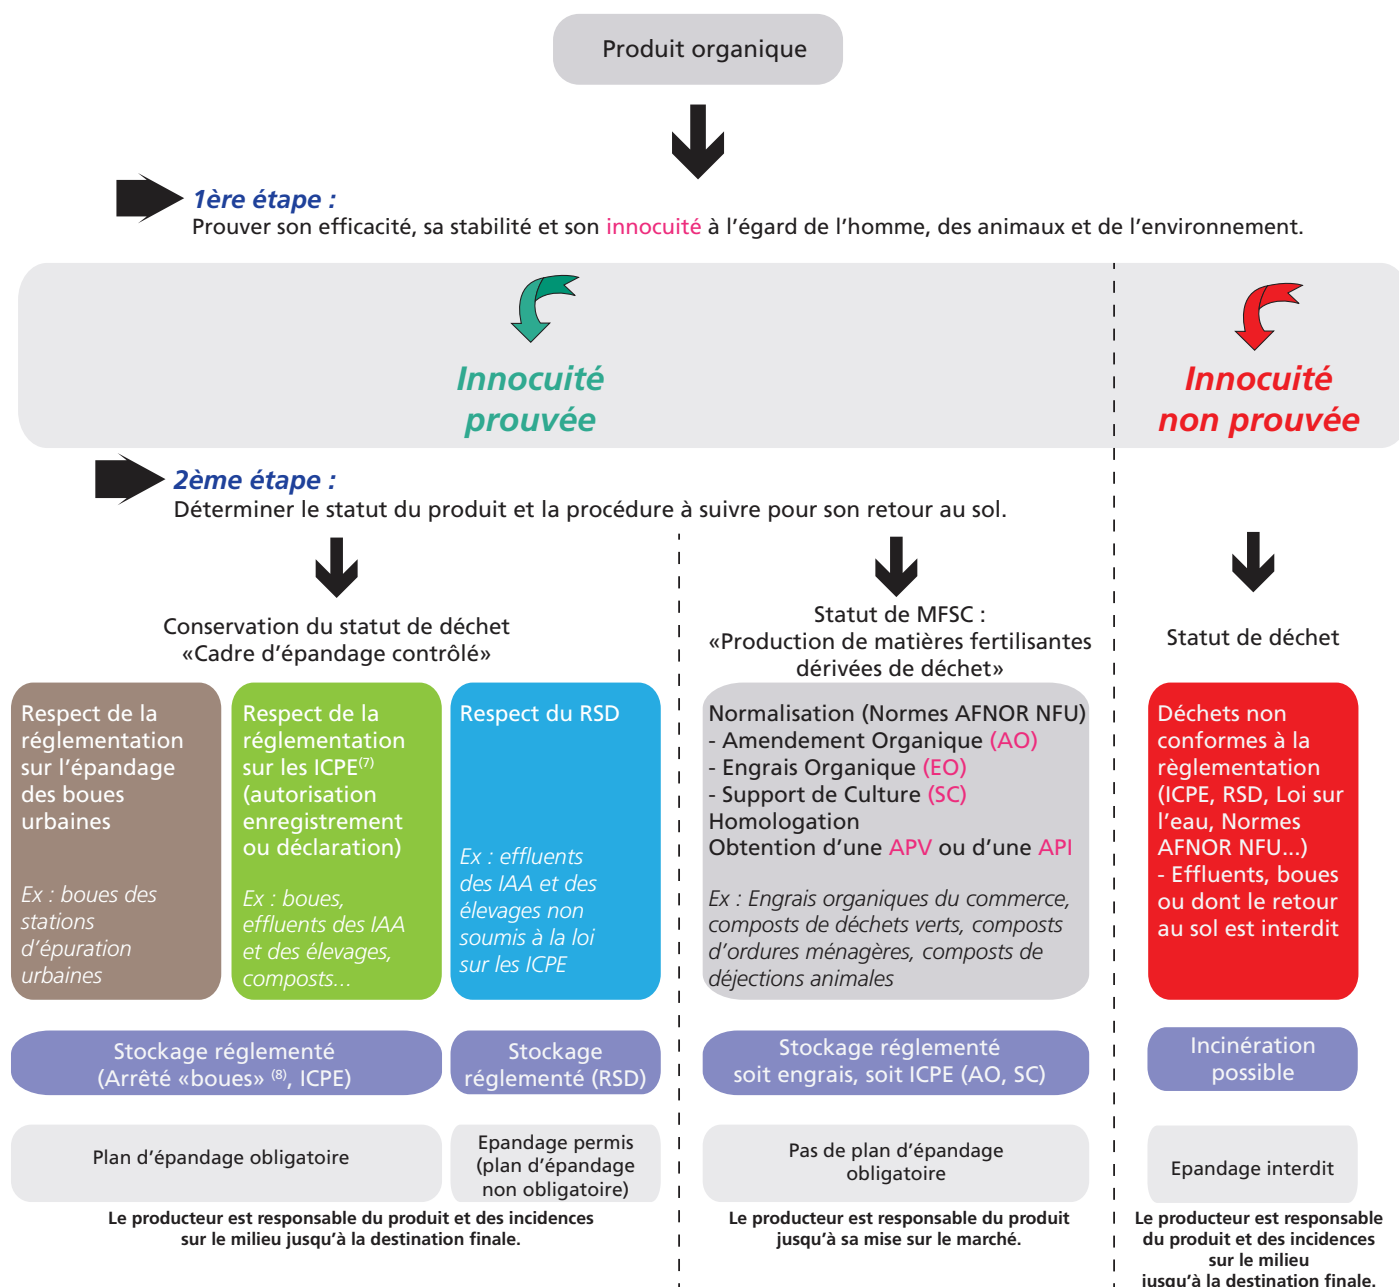 Produit organique
1ère étape :
Prouver son efficacité, sa stabilité et son innocuité à l'égard de l'homme, des animaux et de l'environnement.
Innocuité
prouvée
Innocuité
non prouvée
2ème étape :
Déterminer le statut du produit et la procédure à suivre pour son retour au sol.
Conservation du statut de déchet
«Cadre d'épandage contrôlé»
Statut de MFSC :
«Production de matières fertilisantes
dérivées de déchet»
Statut de déchet
Respect de la
réglementation
sur l'épandage
des boues
urbaines
Ex : boues des
stations
d'épuration
urbaines
Respect de la
réglementation
sur les ICPE(7)
(autorisation
enregistrement
ou déclaration)
Ex : boues,
effluents des IAA
et des élevages,
composts...
Respect du RSD
Ex : effluents
des IAA et des
élevages non
soumis à la loi
sur les ICPE
Normalisation (Normes AFNOR NFU)
- Amendement Organique (AO)
- Engrais Organique (EO)
- Support de Culture (SC)
Homologation
Obtention d'une APV ou d'une API
Ex : Engrais organiques du commerce,
composts de déchets verts, composts
d'ordures ménagères, composts de
déjections animales
Déchets non
conformes à la
règlementation
(ICPE, RSD, Loi sur
l'eau, Normes
AFNOR NFU...)
- Effluents, boues
ou dont le retour
au sol est interdit
Stockage réglementé
(Arrêté «boues» (8), ICPE)
Stockage
réglementé (RSD)
Stockage réglementé
soit engrais, soit ICPE (AO, SC)
Incinération
possible
Plan d'épandage obligatoire
Epandage permis
(plan d'épandage
non obligatoire)
Pas de plan d'épandage
obligatoire
Epandage interdit
Le producteur est responsable du produit et des incidences
sur le milieu jusqu'à la destination finale.
Le producteur est responsable du produit
jusqu'à sa mise sur le marché.
Le producteur est responsable
du produit et des incidences
sur le milieu
jusqu'à la destination finale.